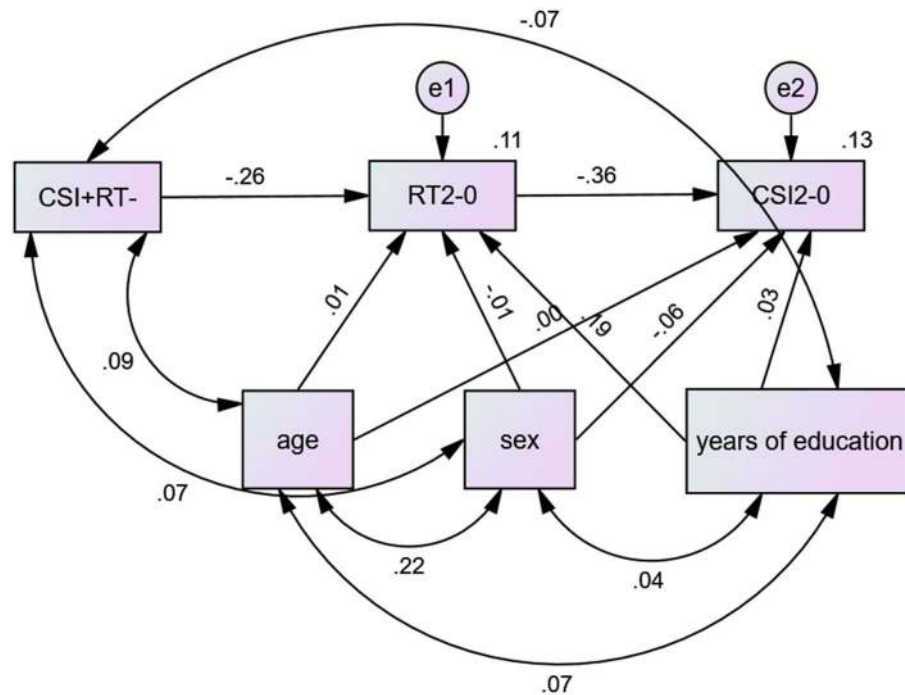 -.07
e1
e2
.11
.13
CSI+RT-
-.26
RT2-0
-.36
CSI2-0
.01
-.01
.00
.19
-.06
.03
.09
age
sex
years of education
.07
.22
.04
.07